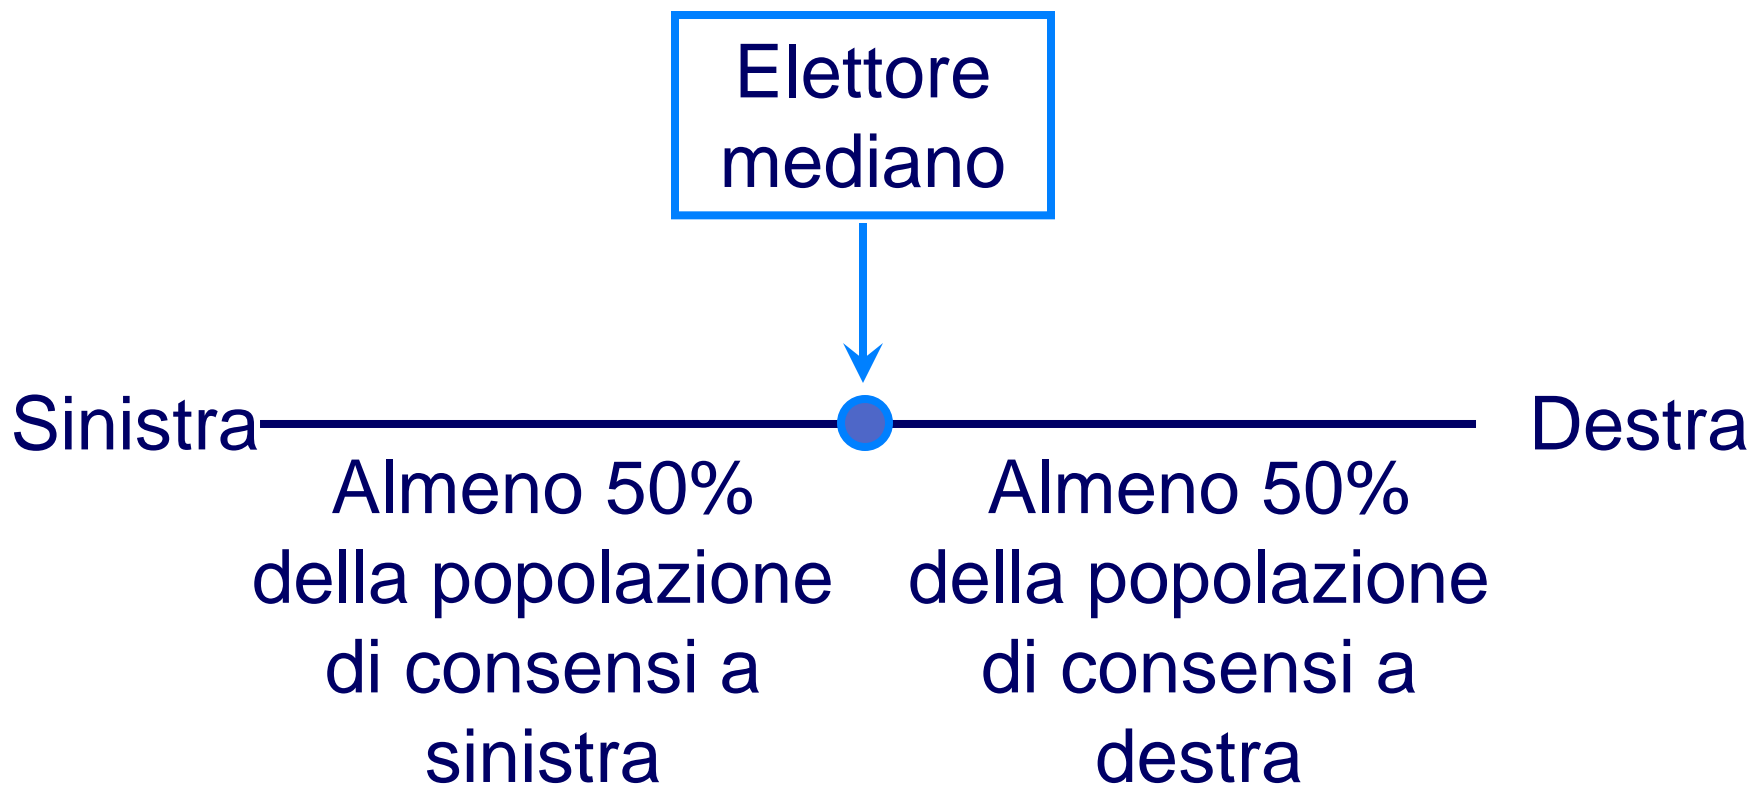 Elettore
mediano
Sinistra
Destra
Almeno 50%
della popolazione
di consensi a
sinistra
Almeno 50%
della popolazione
di consensi a
destra